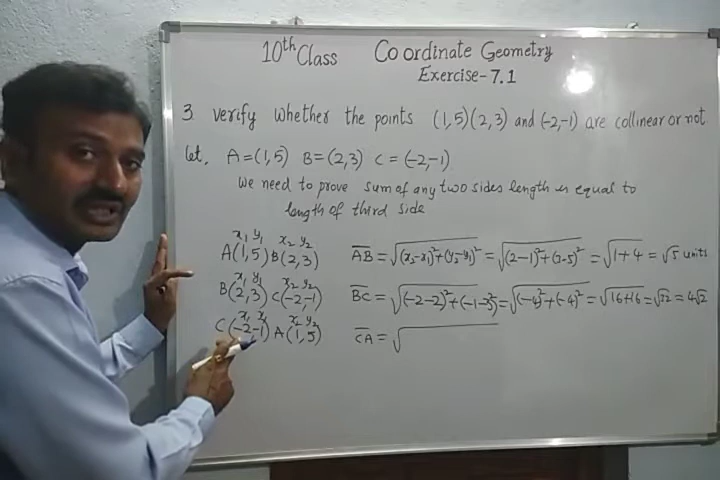 10th Class Coordinate Geometry
Exercise-7.1
3 verify whether the points (1,5)(2,3) and (-2,-1) are collinear or not
let, A=(1,5) B=(2,3) C=(-2,-1)
We need to prove sum of any two sides length is equal to
length of third side
x₁ y₁ x₂ y₂
A(1,5) B(2,3) AB = √(x₂-x₁)²+(y₂-y₁)² = √(2-1)²+(3-5)² = √1+4 = √5 units
x₁ y₁ x₂ y₂
B(2,3) C(-2,-1) BC = √(-2-2)²+(-1-3)² = √(-4)²+(-4)² = √16+16 = √32 = 4√2
x₁ y₁ x₂ y₂
C(-2,-1) A(1,5) CA = √